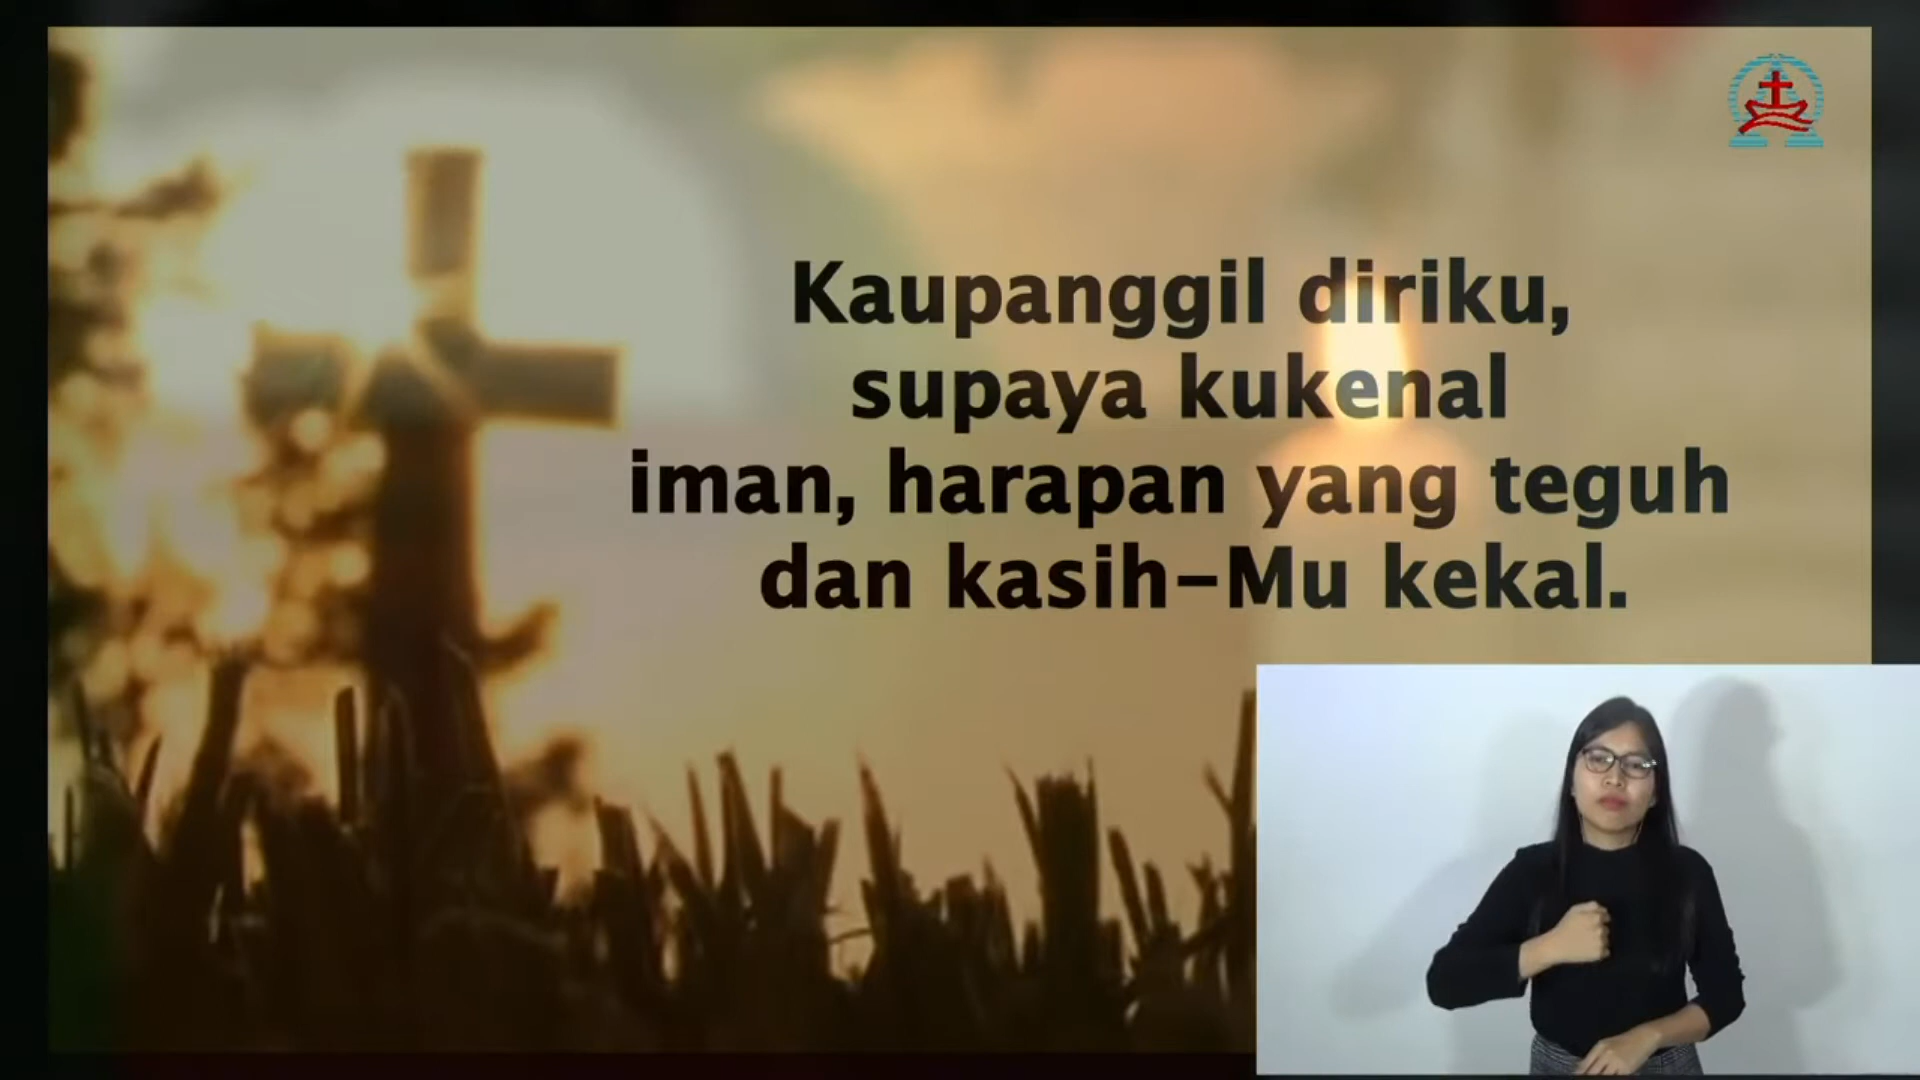 Kaupanggil diriku,
supaya kukenal
iman, harapan yang teguh
dan kasih-Mu kekal.